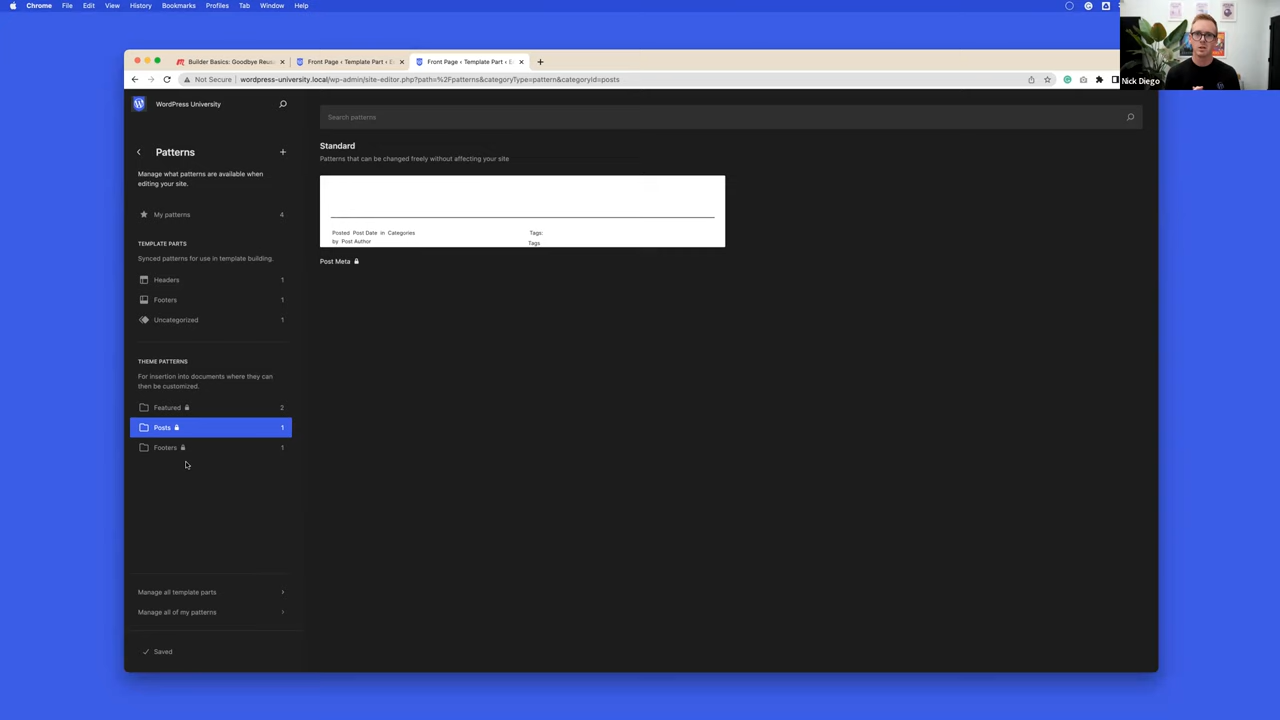 Chrome File Edit View History Bookmarks Profiles Tab Window Help
Nick Diego
Builder Basics: Goodbye Reus
Front Page ‹ Template Part ‹ E
Front Page ‹ Template Part ‹ E
Not Secure wordpress-university.local/wp-admin/site-editor.php?path=%2Fpatterns&categoryType=pattern&categoryId=posts
WordPress University
Patterns
Manage what patterns are available when
editing your site.
My patterns 4
TEMPLATE PARTS
Synced patterns for use in template building.
Headers 1
Footers 1
Uncategorized 1
THEME PATTERNS
For insertion into documents where they can
then be customized.
Featured 2
Posts 1
Footers 1
Manage all template parts
Manage all of my patterns
Saved
Search patterns
Standard
Patterns that can be changed freely without affecting your site
Posted Post Date in Categories
by Post Author
Tags:
Tags
Post Meta